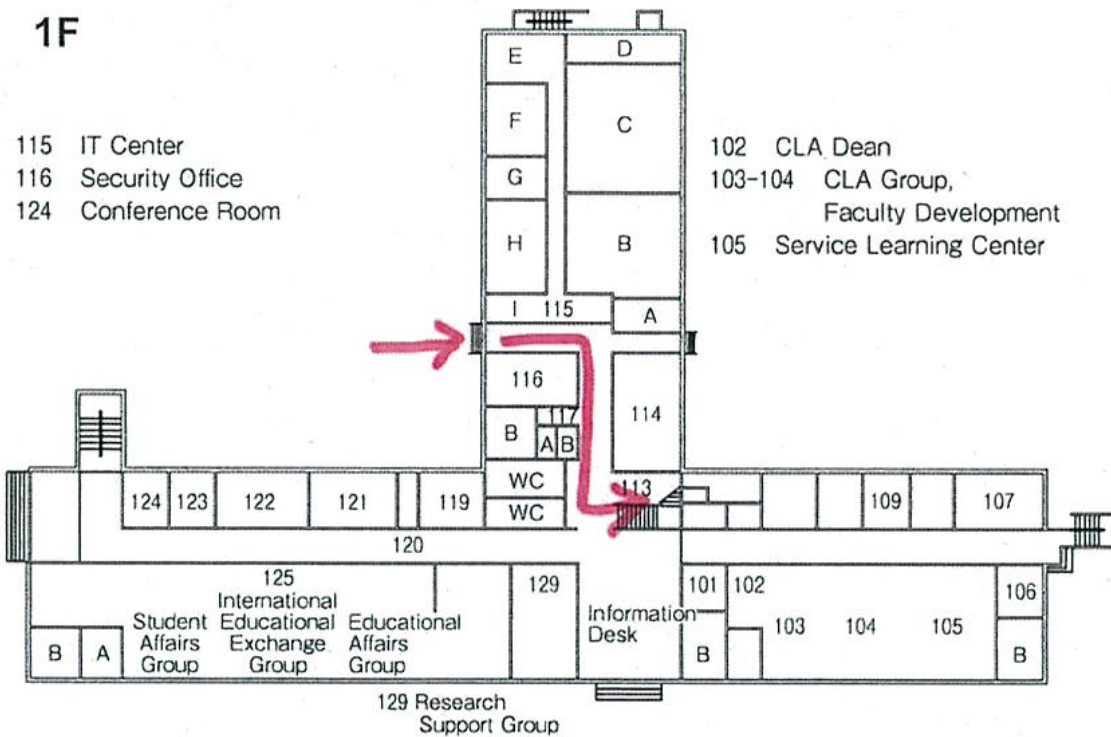 1F
115 IT Center
116 Security Office
124 Conference Room
102 CLA Dean
103-104 CLA Group,
Faculty Development
105 Service Learning Center
E
D
F
C
G
H
B
I 115
A
116
117
114
B
A B
WC
WC
113
124 123 122 121 119
109
107
120
125
International
Educational
Exchange
Group
Student
Affairs
Group
Educational
Affairs
Group
B A
129
Information
Desk
101
102
B
103 104 105
106
B
129 Research
Support Group